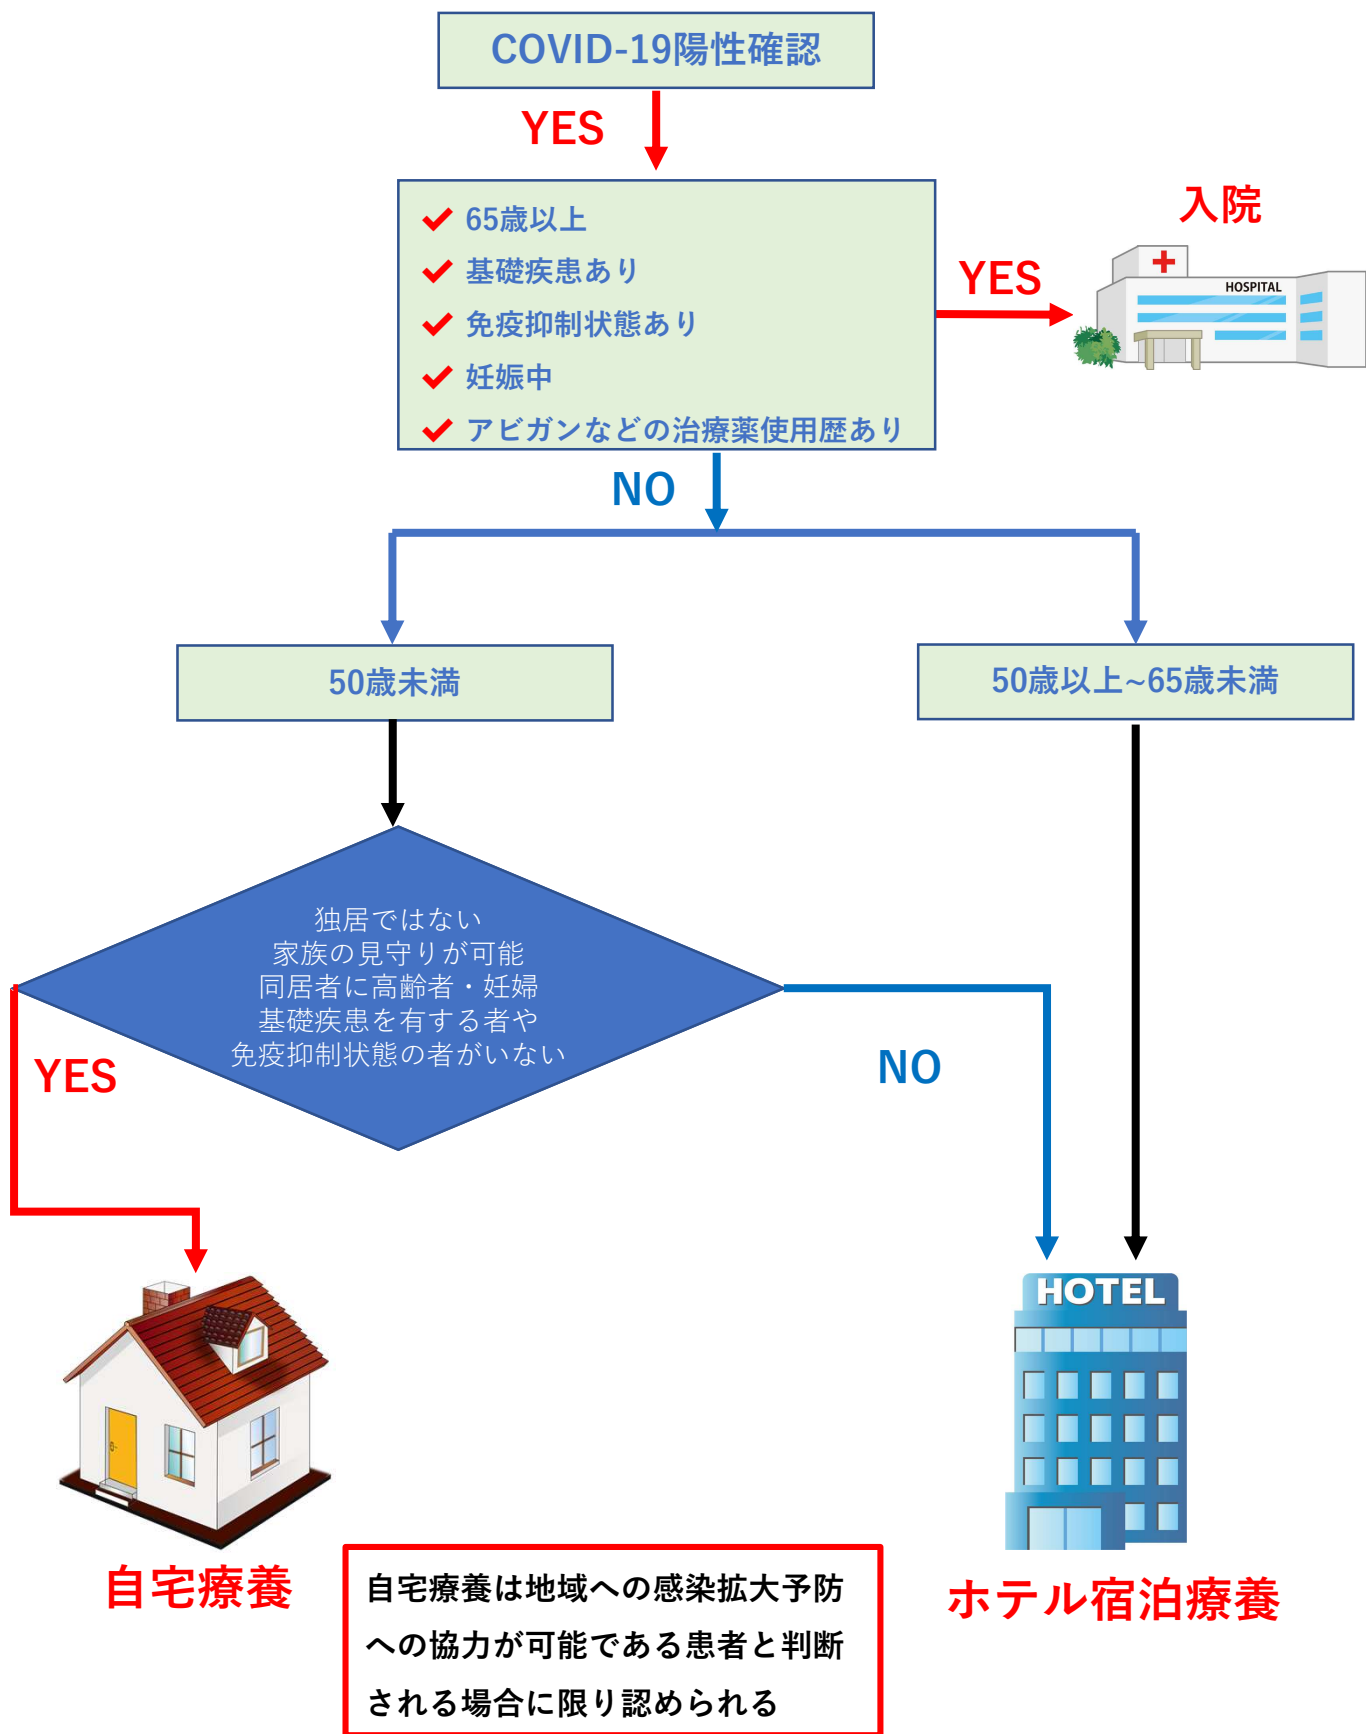 COVID-19陽性確認
YES
65歳以上
基礎疾患あり
免疫抑制状態あり
妊娠中
アビガンなどの治療薬使用歴あり
YES
入院
HOSPITAL
NO
50歳未満
50歳以上~65歳未満
独居ではない
家族の見守りが可能
同居者に高齢者・妊婦
基礎疾患を有する者や
免疫抑制状態の者がいない
YES
NO
HOTEL
自宅療養
ホテル宿泊療養
自宅療養は地域への感染拡大予防
への協力が可能である患者と判断
される場合に限り認められる